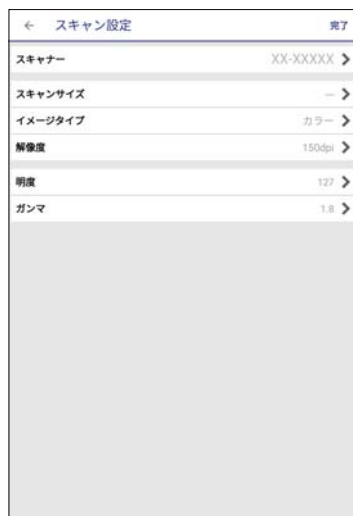 ← スキャン設定 完了
スキャナー XX-XXXXX
スキャンサイズ —
イメージタイプ カラー
解像度 150dpi
明度 127
ガンマ 1.8